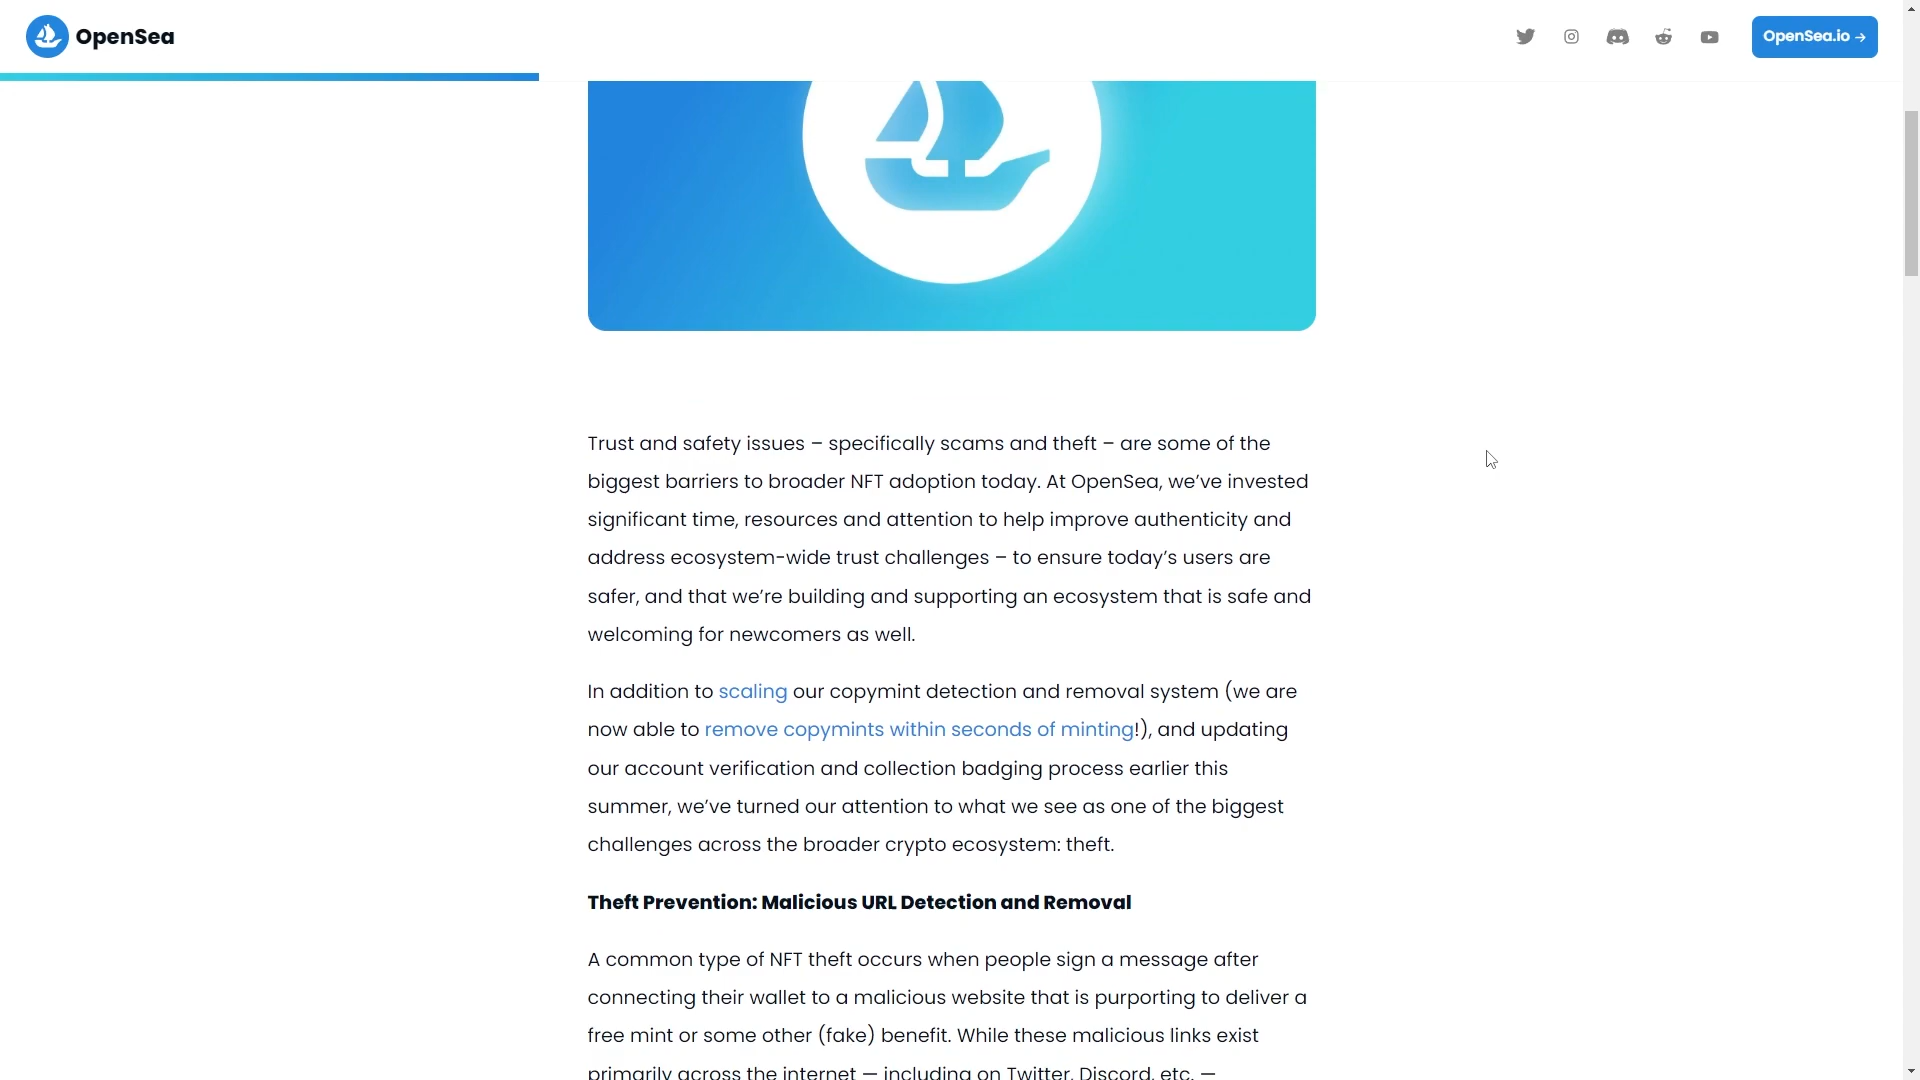 OpenSea
OpenSea.io →
Trust and safety issues – specifically scams and theft – are some of the
biggest barriers to broader NFT adoption today. At OpenSea, we’ve invested
significant time, resources and attention to help improve authenticity and
address ecosystem-wide trust challenges – to ensure today’s users are
safer, and that we’re building and supporting an ecosystem that is safe and
welcoming for newcomers as well.
In addition to scaling our copymint detection and removal system (we are
now able to remove copymints within seconds of minting!), and updating
our account verification and collection badging process earlier this
summer, we’ve turned our attention to what we see as one of the biggest
challenges across the broader crypto ecosystem: theft.
Theft Prevention: Malicious URL Detection and Removal
A common type of NFT theft occurs when people sign a message after
connecting their wallet to a malicious website that is purporting to deliver a
free mint or some other (fake) benefit. While these malicious links exist
primarily across the internet — including on Twitter, Discord, etc. —